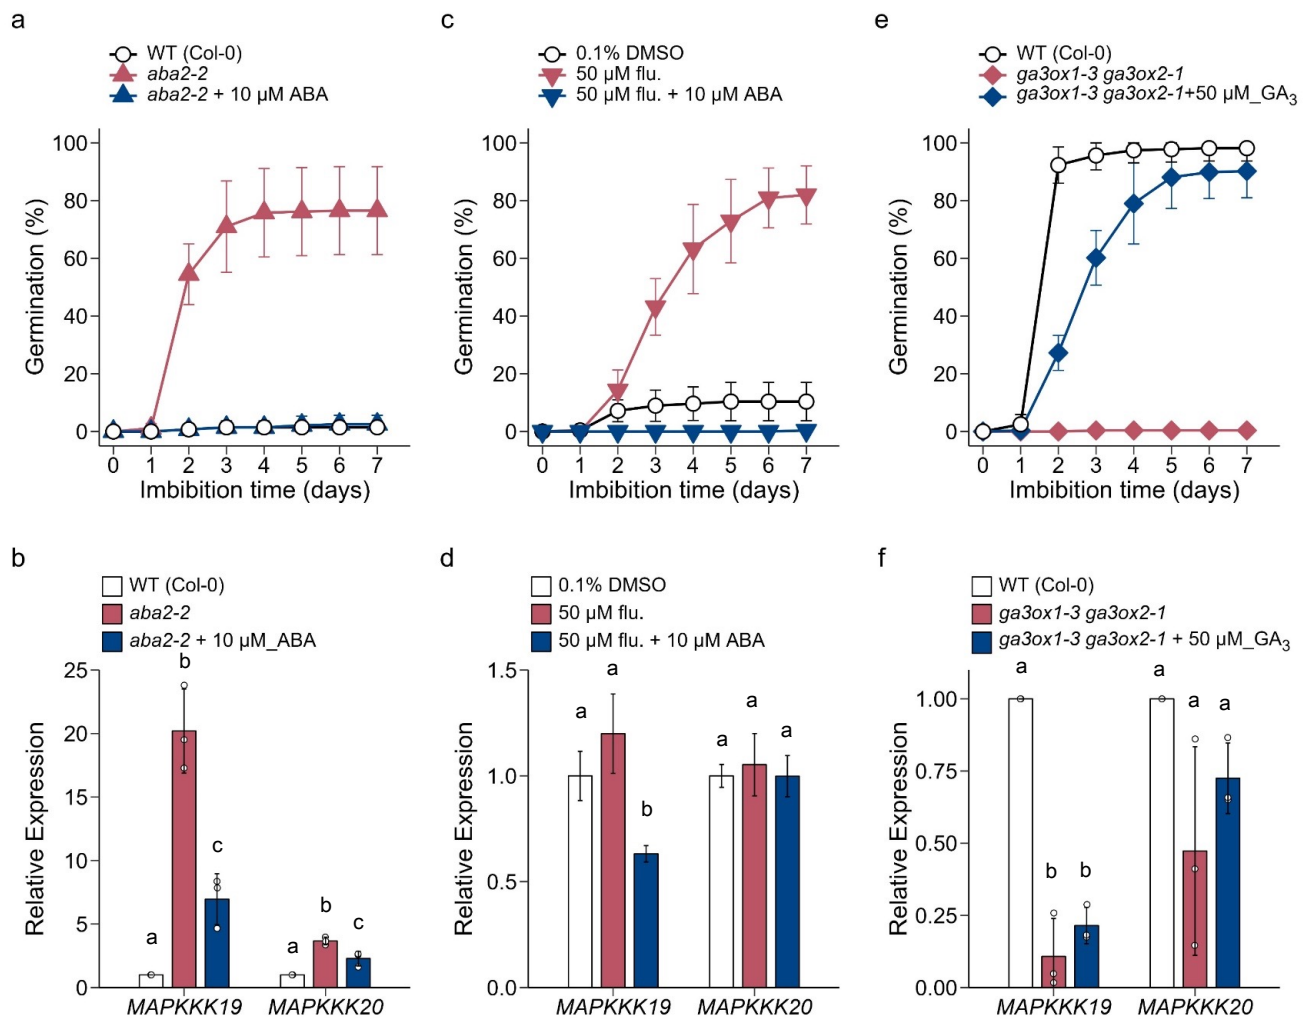 a
WT (Col-0)
aba2-2
aba2-2 + 10 µM ABA
100
80
60
40
20
0
Germination (%)
0 1 2 3 4 5 6 7
Imbibition time (days)
c
0.1% DMSO
50 µM flu.
50 µM flu. + 10 µM ABA
100
80
60
40
20
0
Germination (%)
0 1 2 3 4 5 6 7
Imbibition time (days)
e
WT (Col-0)
ga3ox1-3 ga3ox2-1
ga3ox1-3 ga3ox2-1+50 µM_GA3
100
80
60
40
20
0
Germination (%)
0 1 2 3 4 5 6 7
Imbibition time (days)
b
WT (Col-0)
aba2-2
aba2-2 + 10 µM_ABA
25
20
15
10
5
0
Relative Expression
a b c a b c
MAPKKK19 MAPKKK20
d
0.1% DMSO
50 µM flu.
50 µM flu. + 10 µM ABA
1.5
1.0
0.5
0.0
Relative Expression
a a b a a a
MAPKKK19 MAPKKK20
f
WT (Col-0)
ga3ox1-3 ga3ox2-1
ga3ox1-3 ga3ox2-1 + 50 µM_GA3
1.00
0.75
0.50
0.25
0.00
Relative Expression
a b b a a a
MAPKKK19 MAPKKK20